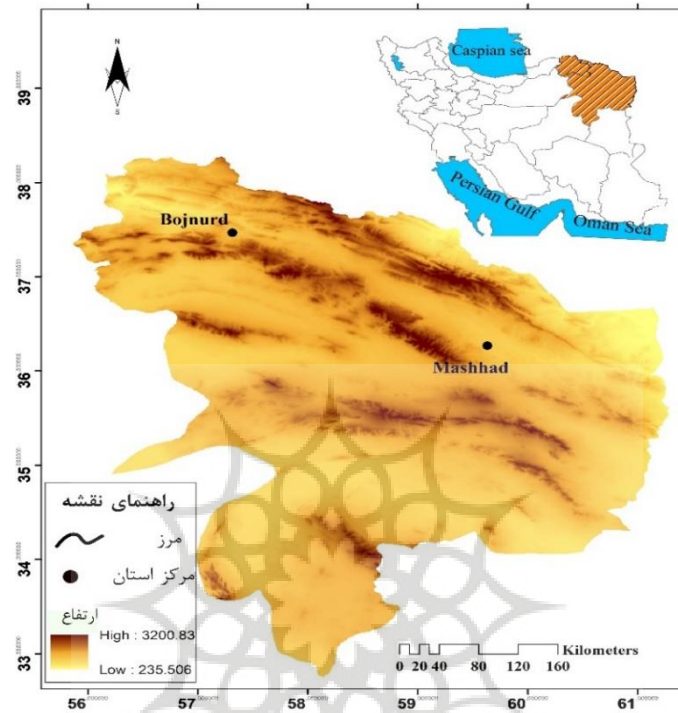 N
S
Caspian sea
Persian Gulf
Oman Sea
39
38
37
36
35
34
33
Bojnurd
Mashhad
راهنمای نقشه
مرز
مرکز استان
ارتفاع
High : 3200.83
Low : 235.506
Kilometers
0 20 40 80 120 160
56 57 58 59 60 61